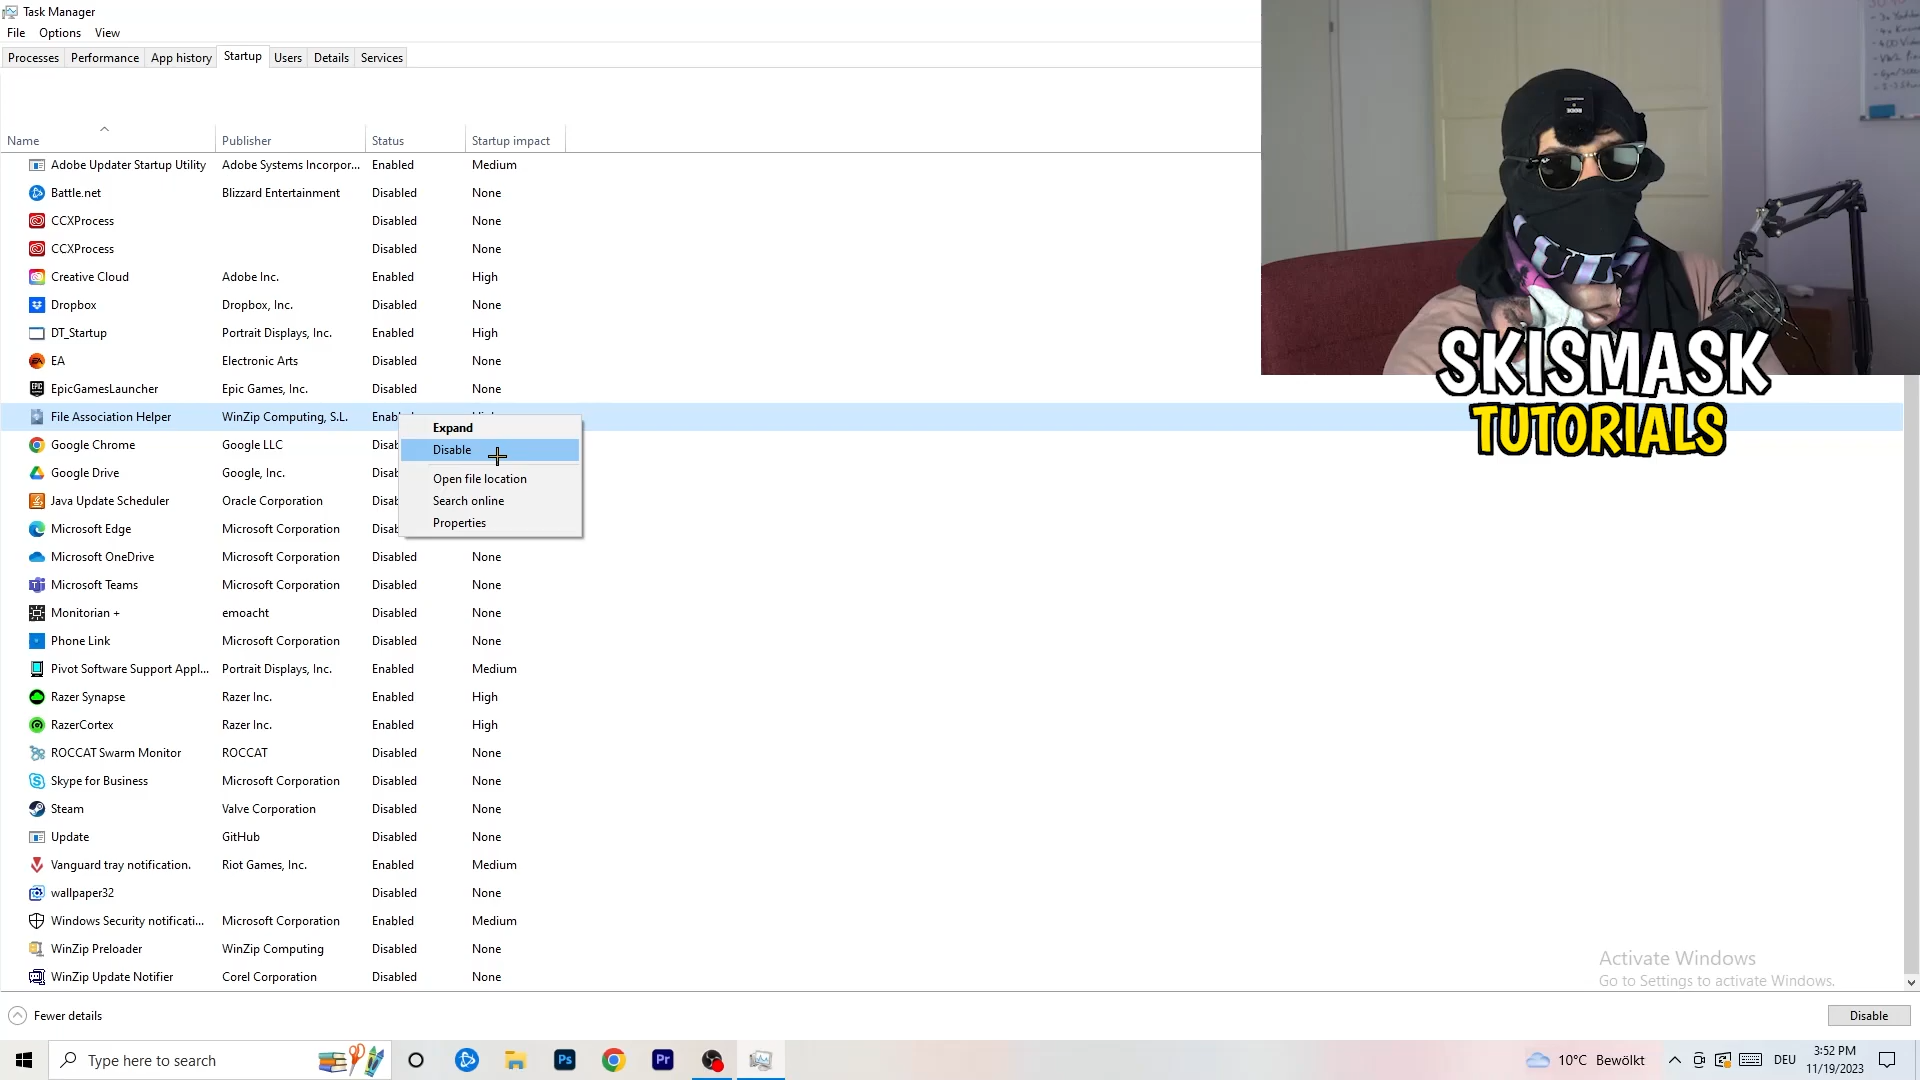 Task Manager
File Options View
Processes Performance App history Startup Users Details Services
Name Publisher Status Startup impact
Adobe Updater Startup Utility Adobe Systems Incorpor... Enabled Medium
Battle.net Blizzard Entertainment Disabled None
CCXProcess Disabled None
CCXProcess Disabled None
Creative Cloud Adobe Inc. Enabled High
Dropbox Dropbox, Inc. Disabled None
DT_Startup Portrait Displays, Inc. Enabled High
EA Electronic Arts Disabled None
EpicGamesLauncher Epic Games, Inc. Disabled None
File Association Helper WinZip Computing, S.L.
Google Chrome Google LLC
Google Drive Google, Inc.
Java Update Scheduler Oracle Corporation
Microsoft Edge Microsoft Corporation
Expand
Disable
Open file location
Search online
Properties
Microsoft OneDrive Microsoft Corporation Disabled None
Microsoft Teams Microsoft Corporation Disabled None
Monitorian + emoacht Disabled None
Phone Link Microsoft Corporation Disabled None
Pivot Software Support Appl... Portrait Displays, Inc. Enabled Medium
Razer Synapse Razer Inc. Enabled High
RazerCortex Razer Inc. Enabled High
ROCCAT Swarm Monitor ROCCAT Disabled None
Skype for Business Microsoft Corporation Disabled None
Steam Valve Corporation Disabled None
Update GitHub Disabled None
Vanguard tray notification. Riot Games, Inc. Enabled Medium
wallpaper32 Disabled None
Windows Security notificati... Microsoft Corporation Enabled Medium
WinZip Preloader WinZip Computing Disabled None
WinZip Update Notifier Corel Corporation Disabled None
SKISMASK
TUTORIALS
Activate Windows
Go to Settings to activate Windows.
Fewer details Disable
Type here to search
Ps
Pr
10°C Bewölkt
DEU
3:52 PM
11/19/2023